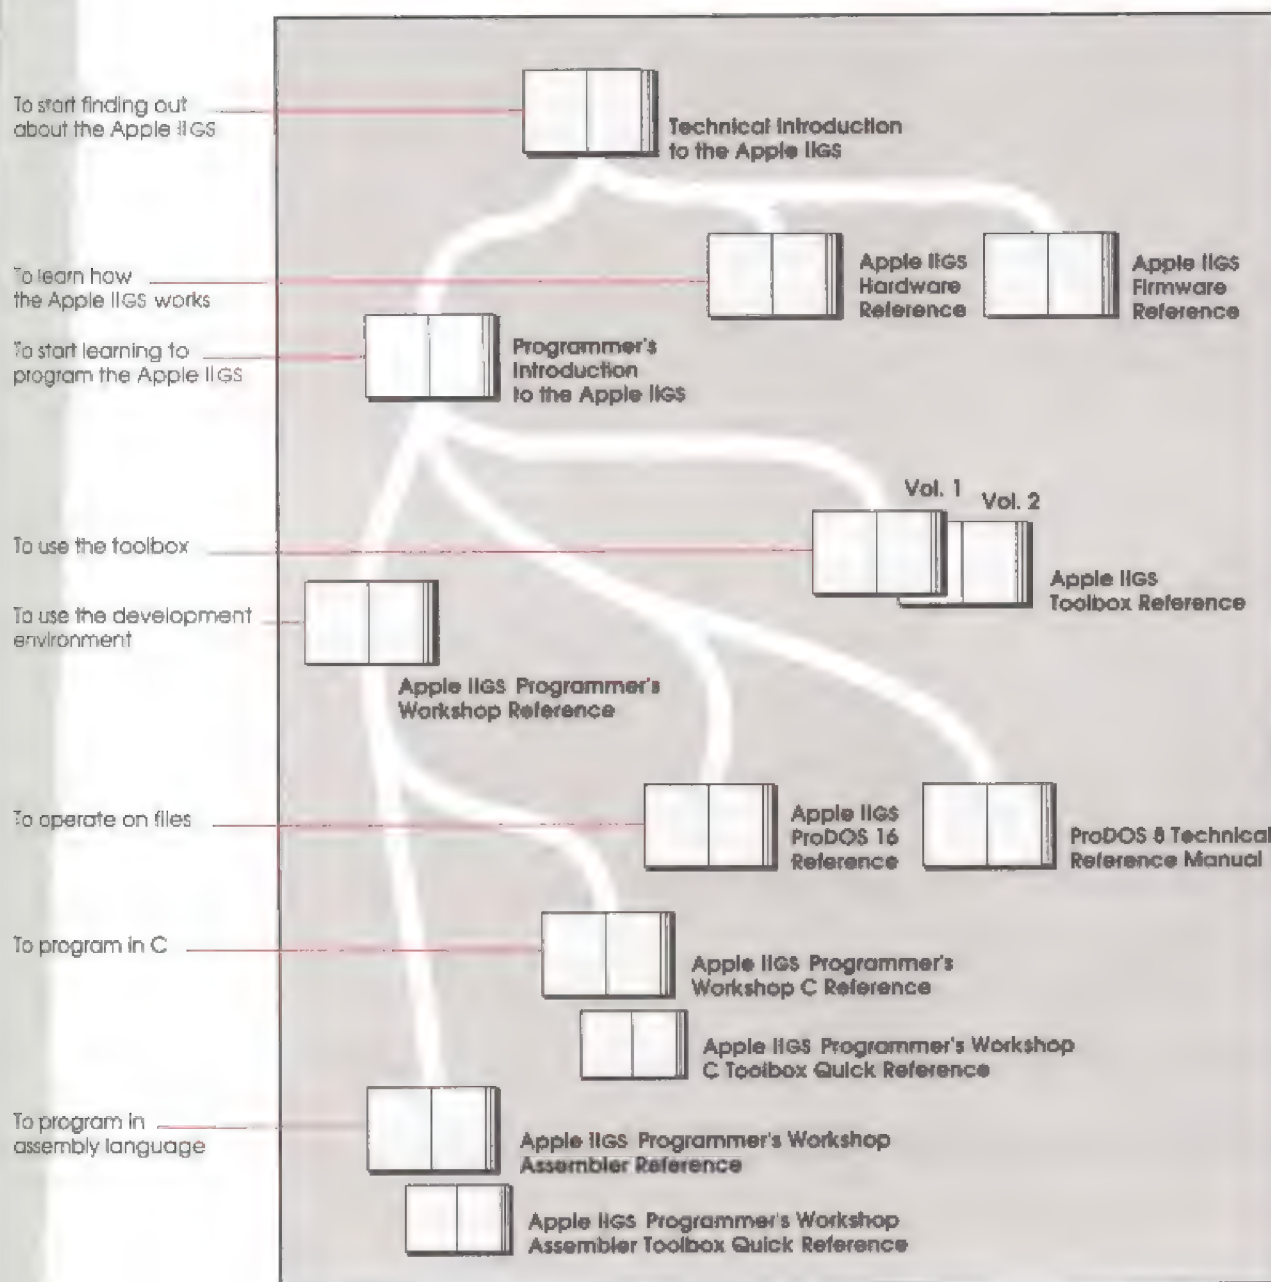 To start finding out
about the Apple IIGS
Technical Introduction
to the Apple IIGS
To learn how
the Apple IIGS works
Apple IIGS
Hardware
Reference
Apple IIGS
Firmware
Reference
To start learning to
program the Apple IIGS
Programmer's
Introduction
to the Apple IIGS
Vol. 1
Vol. 2
To use the toolbox
Apple IIGS
Toolbox Reference
To use the development
environment
Apple IIGS Programmer's
Workshop Reference
To operate on files
Apple IIGS
ProDOS 16
Reference
ProDOS 8 Technical
Reference Manual
To program in C
Apple IIGS Programmer's
Workshop C Reference
Apple IIGS Programmer's Workshop
C Toolbox Quick Reference
To program in
assembly language
Apple IIGS Programmer's Workshop
Assembler Reference
Apple IIGS Programmer's Workshop
Assembler Toolbox Quick Reference